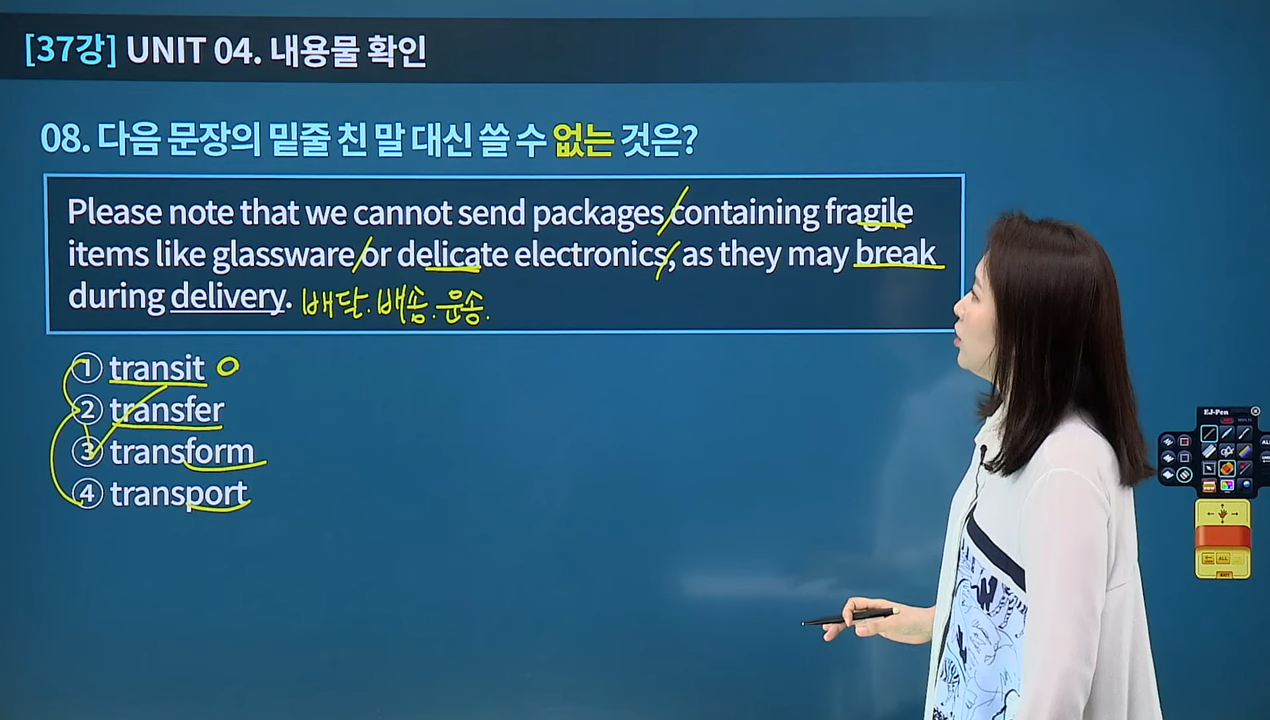 [37강] UNIT 04. 내용물 확인
08. 다음 문장의 밑줄 친 말 대신 쓸 수 없는 것은?
Please note that we cannot send packages containing fragile
items like glassware or delicate electronics, as they may break
during delivery. 배달. 배송. 운송.
① transit
② transfer
③ transform
④ transport
EJ-Pen